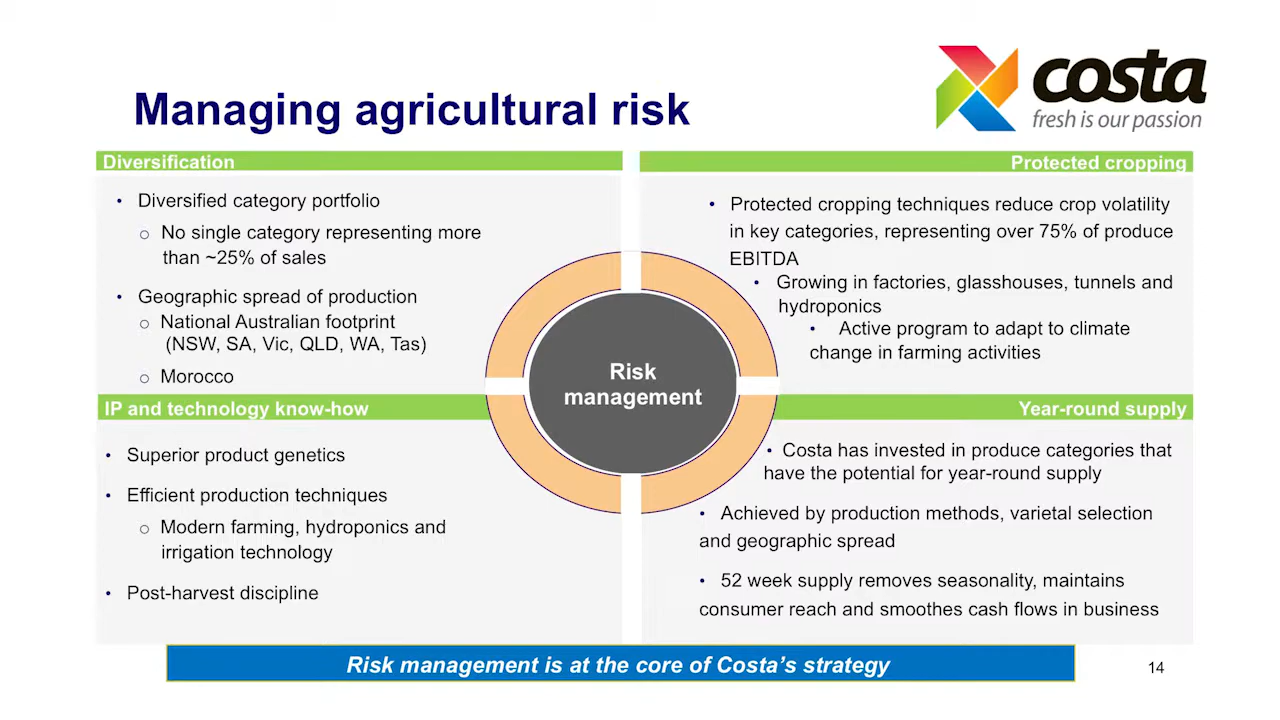 costa
fresh is our passion
Managing agricultural risk
Diversification
• Diversified category portfolio
o No single category representing more
than ~25% of sales
• Geographic spread of production
o National Australian footprint
(NSW, SA, Vic, QLD, WA, Tas)
o Morocco
Protected cropping
• Protected cropping techniques reduce crop volatility
in key categories, representing over 75% of produce
EBITDA
• Growing in factories, glasshouses, tunnels and
hydroponics
• Active program to adapt to climate
change in farming activities
Risk
management
IP and technology know-how
• Superior product genetics
• Efficient production techniques
o Modern farming, hydroponics and
irrigation technology
• Post-harvest discipline
Year-round supply
• Costa has invested in produce categories that
have the potential for year-round supply
• Achieved by production methods, varietal selection
and geographic spread
• 52 week supply removes seasonality, maintains
consumer reach and smoothes cash flows in business
Risk management is at the core of Costa's strategy
14